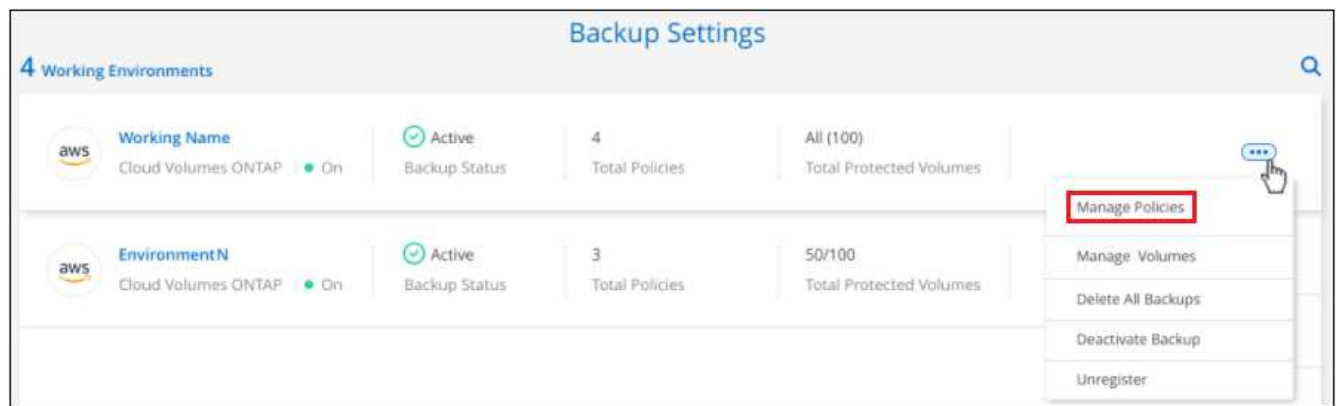 Backup Settings
4 Working Environments
aws Working Name Active 4 All (100)
Cloud Volumes ONTAP On Backup Status Total Policies Total Protected Volumes
Manage Policies
aws EnvironmentN Active 3 50/100 Manage Volumes
Cloud Volumes ONTAP On Backup Status Total Policies Total Protected Volumes
Delete All Backups
Deactivate Backup
Unregister